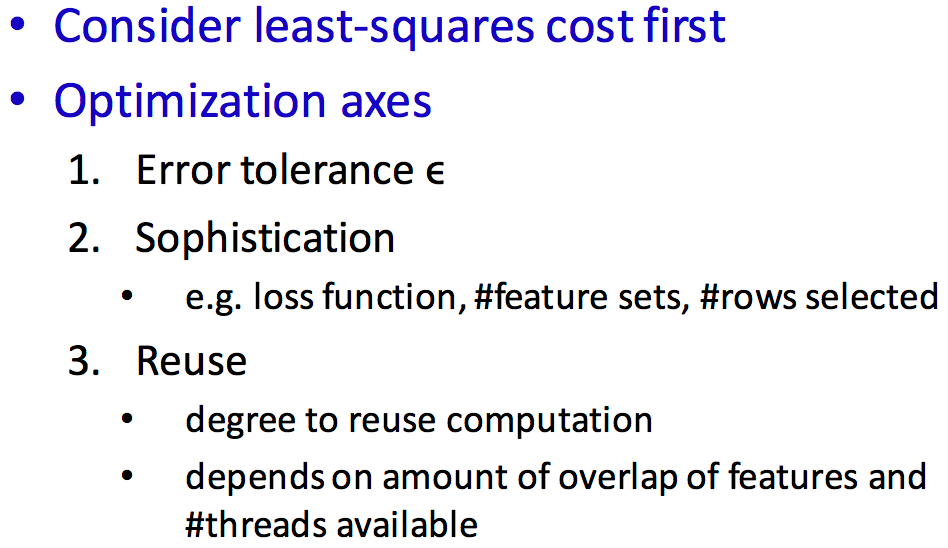 • Consider least-squares cost first
• Optimization axes
1. Error tolerance ϵ
2. Sophistication
• e.g. loss function, #feature sets, #rows selected
3. Reuse
• degree to reuse computation
• depends on amount of overlap of features and
#threads available